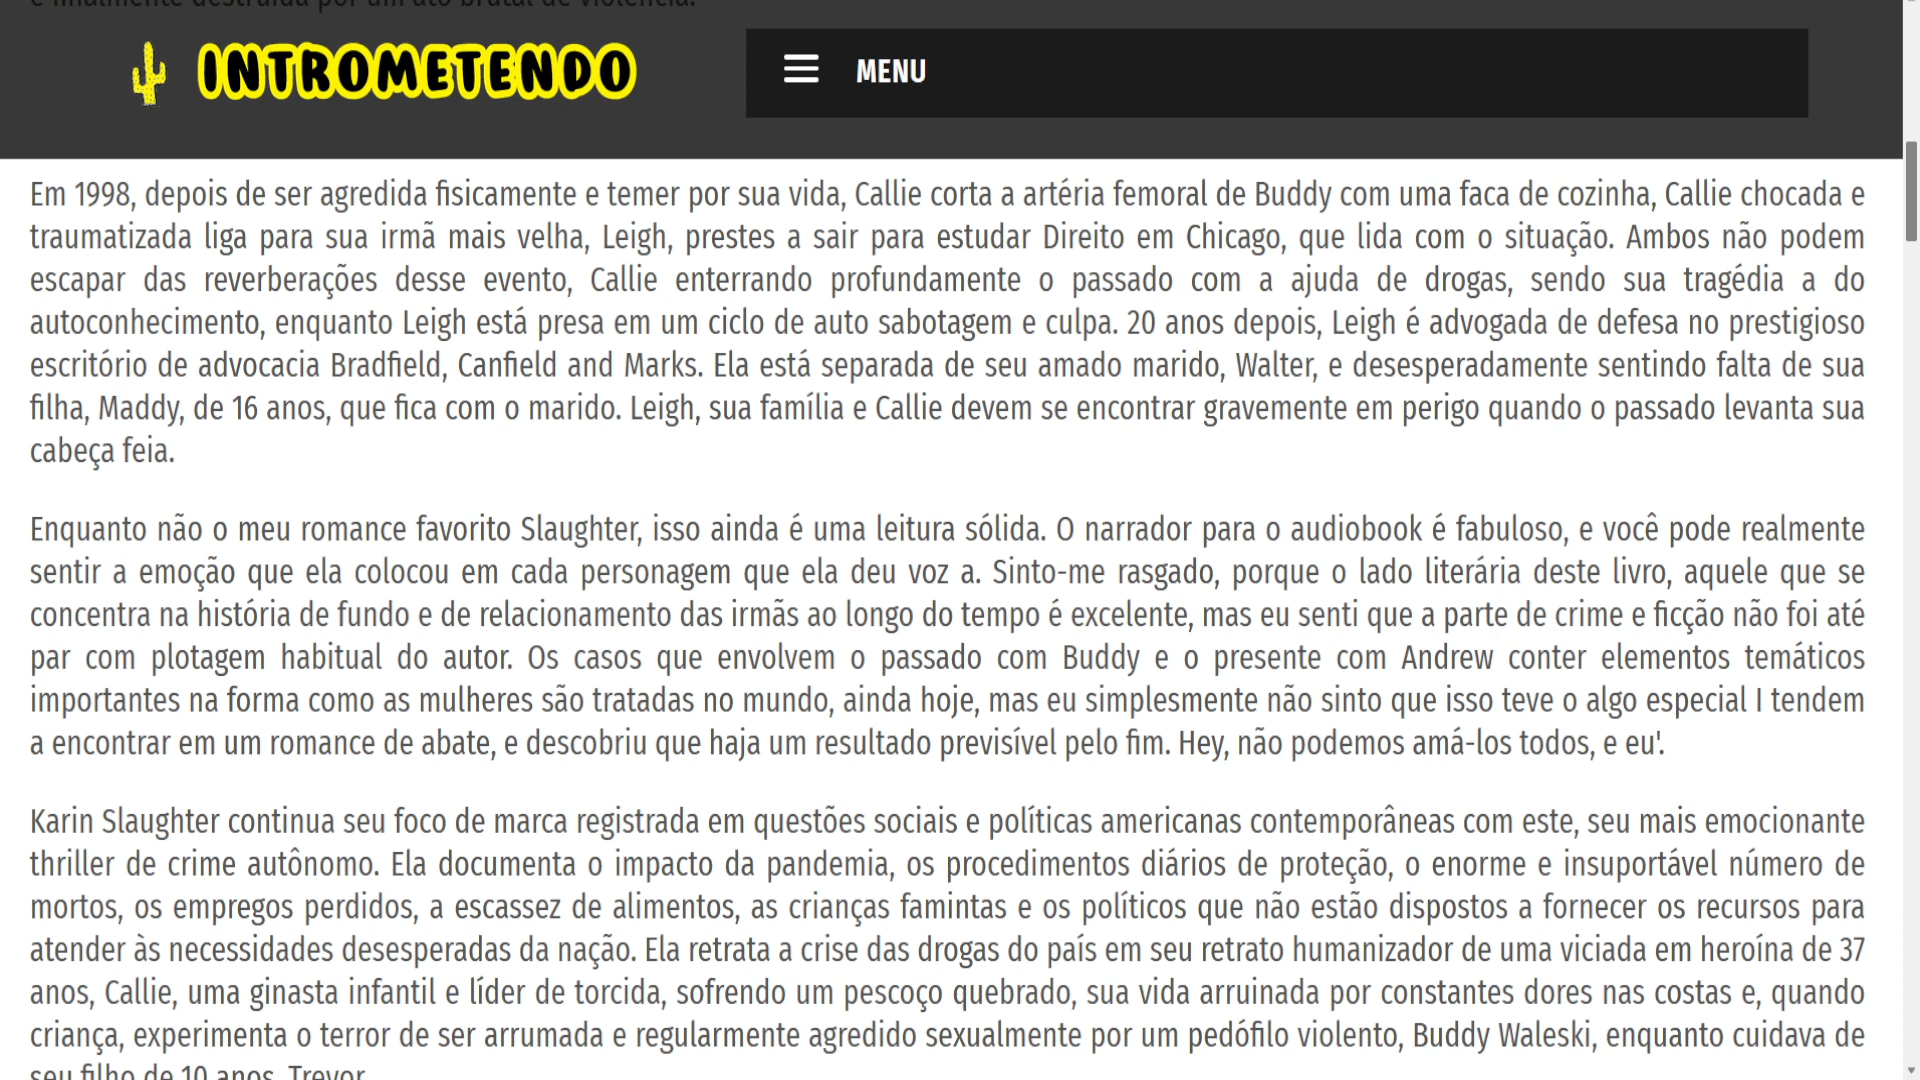 e finalmente destruída por um ato brutal de violência.
INTROMETENDO
MENU
Em 1998, depois de ser agredida fisicamente e temer por sua vida, Callie corta a artéria femoral de Buddy com uma faca de cozinha, Callie chocada e
traumatizada liga para sua irmã mais velha, Leigh, prestes a sair para estudar Direito em Chicago, que lida com o situação. Ambos não podem
escapar das reverberações desse evento, Callie enterrando profundamente o passado com a ajuda de drogas, sendo sua tragédia a do
autoconhecimento, enquanto Leigh está presa em um ciclo de auto sabotagem e culpa. 20 anos depois, Leigh é advogada de defesa no prestigioso
escritório de advocacia Bradfield, Canfield and Marks. Ela está separada de seu amado marido, Walter, e desesperadamente sentindo falta de sua
filha, Maddy, de 16 anos, que fica com o marido. Leigh, sua família e Callie devem se encontrar gravemente em perigo quando o passado levanta sua
cabeça feia.
Enquanto não o meu romance favorito Slaughter, isso ainda é uma leitura sólida. O narrador para o audiobook é fabuloso, e você pode realmente
sentir a emoção que ela colocou em cada personagem que ela deu voz a. Sinto-me rasgado, porque o lado literária deste livro, aquele que se
concentra na história de fundo e de relacionamento das irmãs ao longo do tempo é excelente, mas eu senti que a parte de crime e ficção não foi até
par com plotagem habitual do autor. Os casos que envolvem o passado com Buddy e o presente com Andrew conter elementos temáticos
importantes na forma como as mulheres são tratadas no mundo, ainda hoje, mas eu simplesmente não sinto que isso teve o algo especial I tendem
a encontrar em um romance de abate, e descobriu que haja um resultado previsível pelo fim. Hey, não podemos amá-los todos, e eu'.
Karin Slaughter continua seu foco de marca registrada em questões sociais e políticas americanas contemporâneas com este, seu mais emocionante
thriller de crime autônomo. Ela documenta o impacto da pandemia, os procedimentos diários de proteção, o enorme e insuportável número de
mortos, os empregos perdidos, a escassez de alimentos, as crianças famintas e os políticos que não estão dispostos a fornecer os recursos para
atender às necessidades desesperadas da nação. Ela retrata a crise das drogas do país em seu retrato humanizador de uma viciada em heroína de 37
anos, Callie, uma ginasta infantil e líder de torcida, sofrendo um pescoço quebrado, sua vida arruinada por constantes dores nas costas e, quando
criança, experimenta o terror de ser arrumada e regularmente agredido sexualmente por um pedófilo violento, Buddy Waleski, enquanto cuidava de
seu filho de 10 anos, Trevor.